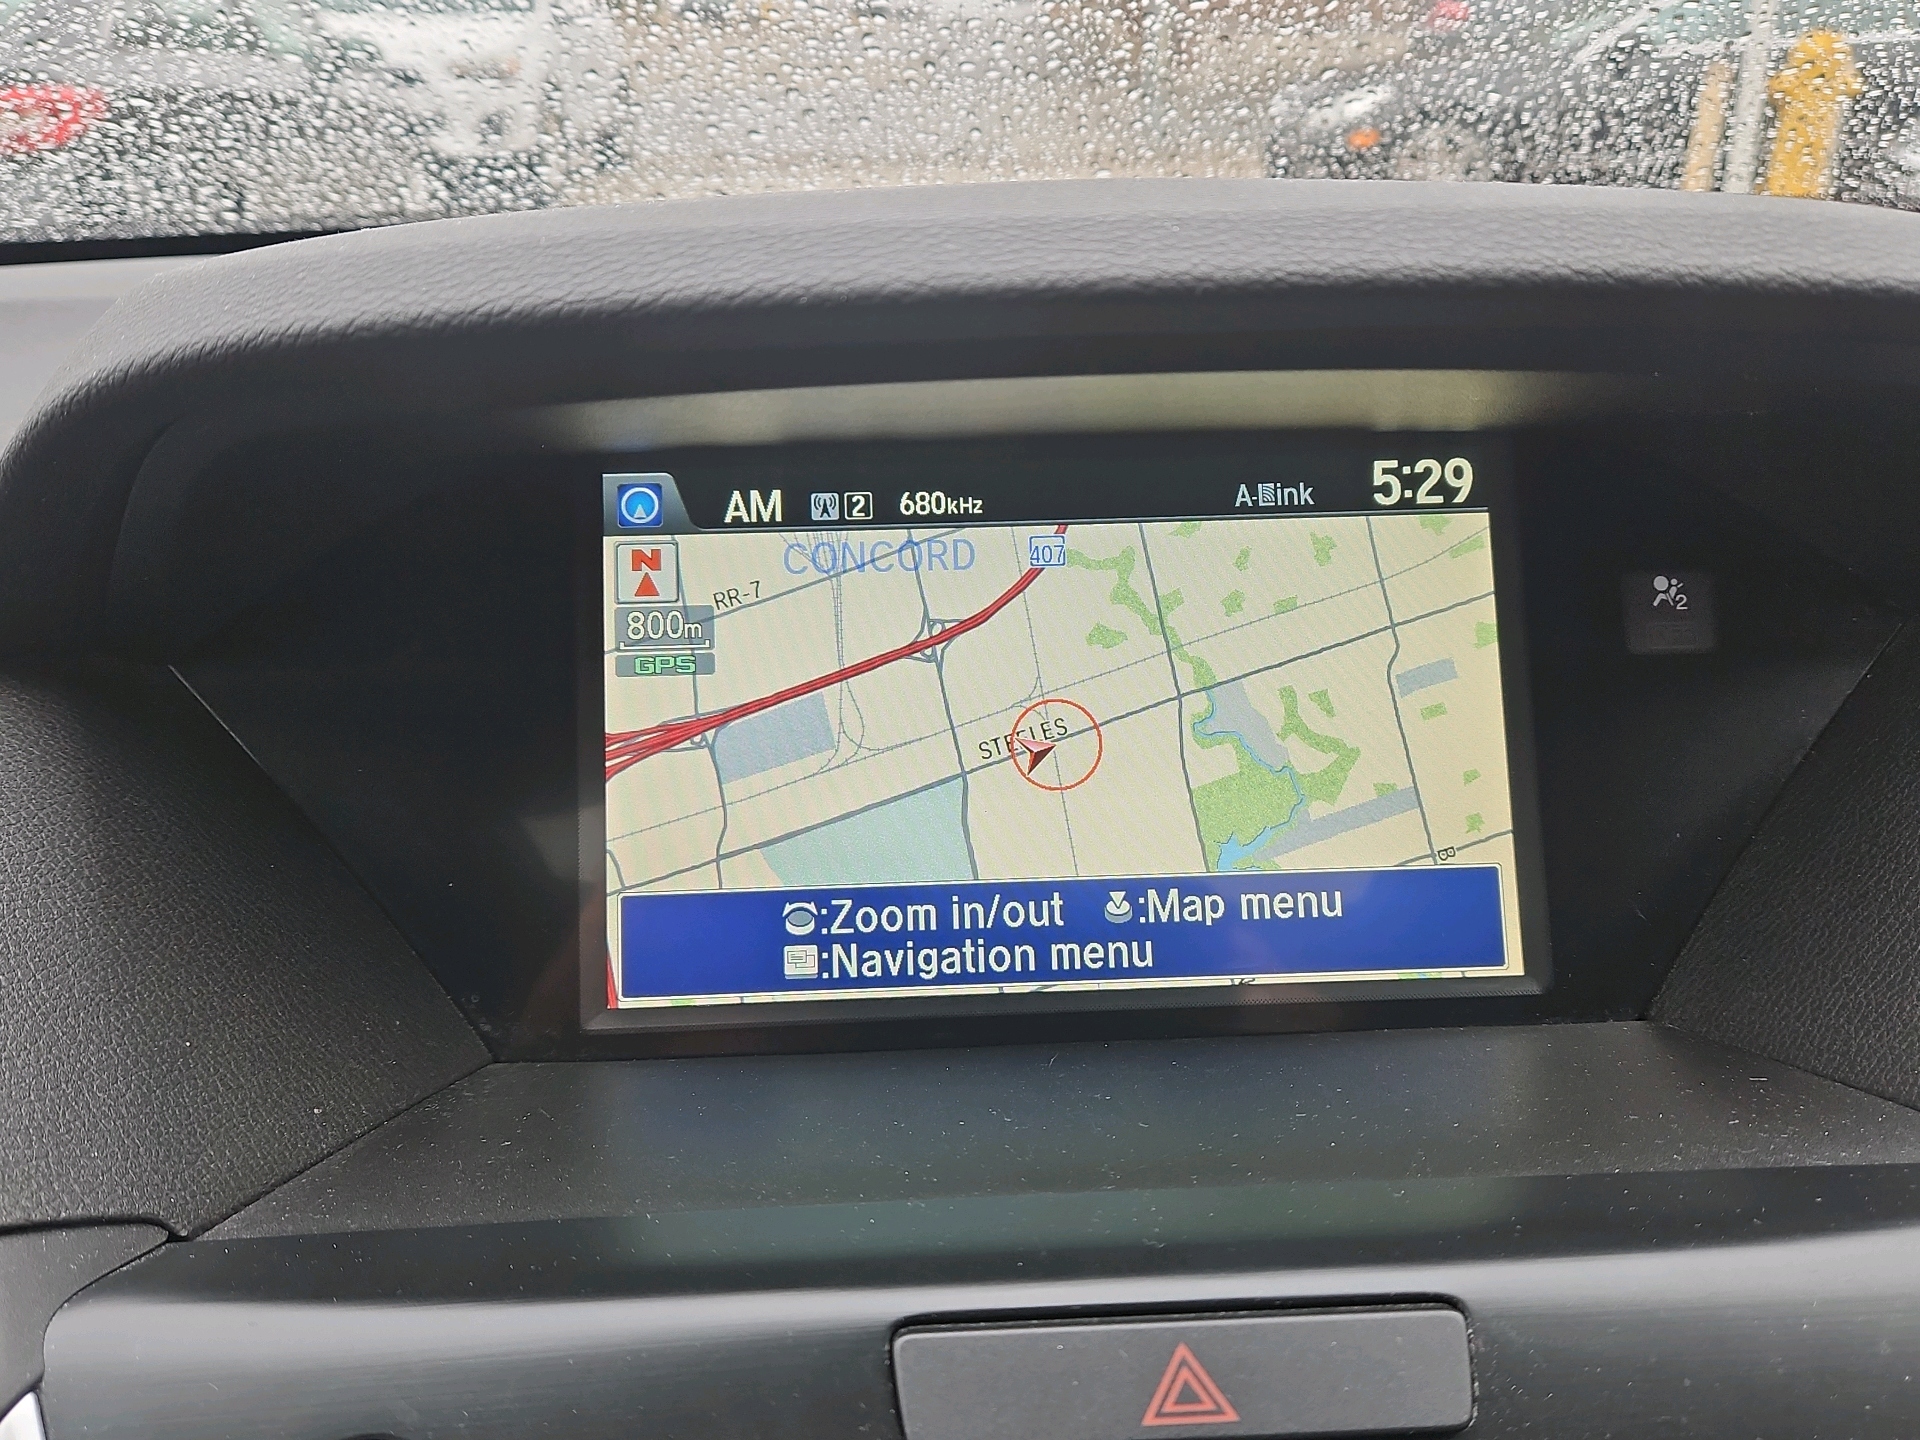 AM 2 680kHz A-Link 5:29
CONCORD 407
N
RR-7
800m
GPS
STEELES
:Zoom in/out :Map menu
:Navigation menu
2